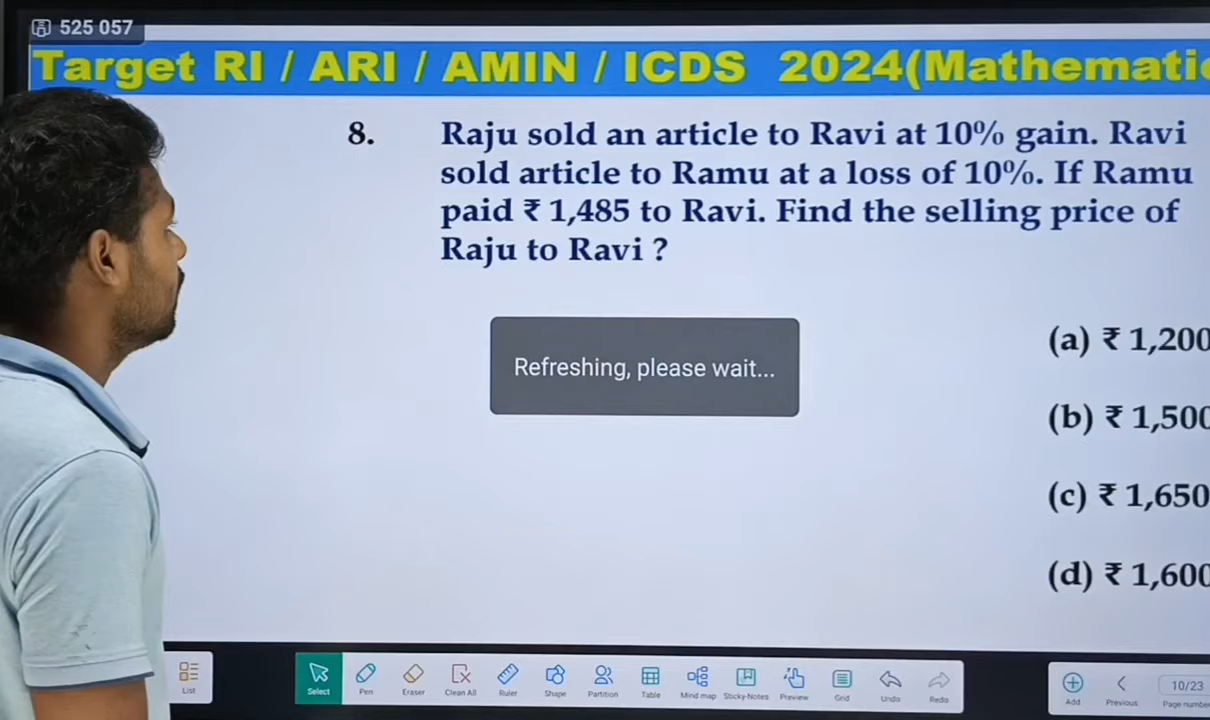 525 057
Target RI / ARI / AMIN / ICDS 2024(Mathematic
8. Raju sold an article to Ravi at 10% gain. Ravi
sold article to Ramu at a loss of 10%. If Ramu
paid ₹ 1,485 to Ravi. Find the selling price of
Raju to Ravi ?
Refreshing, please wait...
(a) ₹ 1,200
(b) ₹ 1,500
(c) ₹ 1,650
(d) ₹ 1,600
List Select Pen Eraser Clean All Ruler Shape Partition Table Mind map Sticky-Notes Preview Grid Undo Redo Add Previous 10/23
Page number